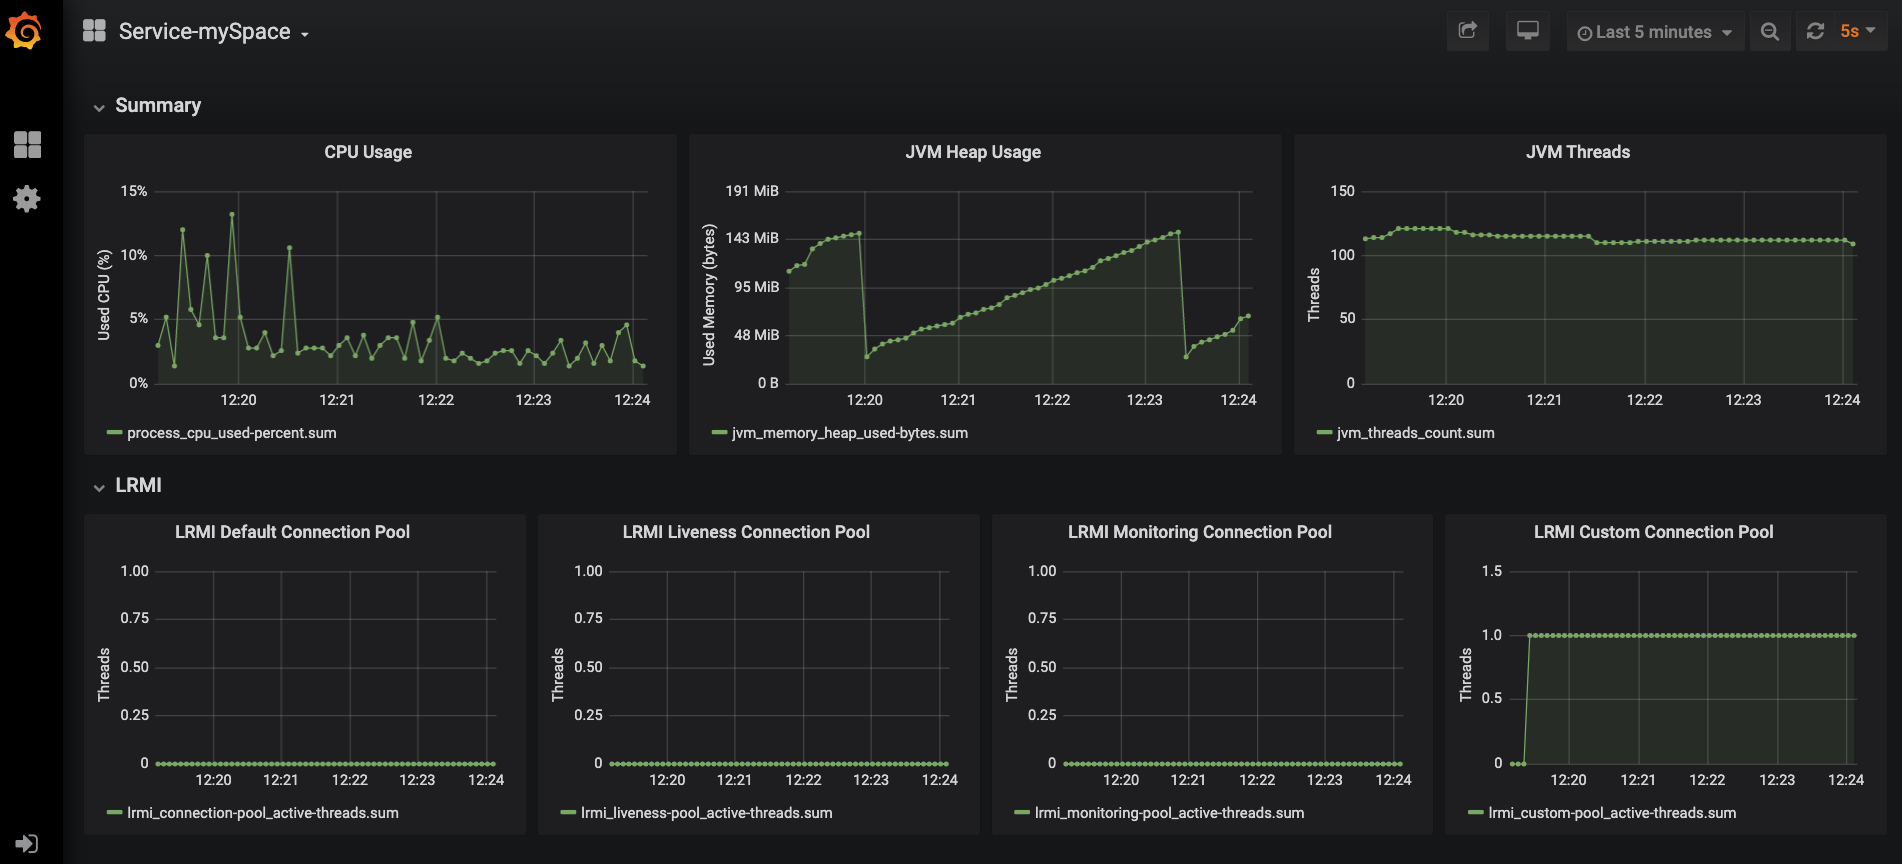 Service-mySpace
Last 5 minutes
5s
Summary
CPU Usage
Used CPU (%)
15%
10%
5%
0%
12:20 12:21 12:22 12:23 12:24
process_cpu_used-percent.sum
JVM Heap Usage
Used Memory (bytes)
191 MiB
143 MiB
95 MiB
48 MiB
0 B
12:20 12:21 12:22 12:23 12:24
jvm_memory_heap_used-bytes.sum
JVM Threads
Threads
150
100
50
0
12:20 12:21 12:22 12:23 12:24
jvm_threads_count.sum
LRMI
LRMI Default Connection Pool
Threads
1.00
0.75
0.50
0.25
0
12:20 12:21 12:22 12:23 12:24
lrmi_connection-pool_active-threads.sum
LRMI Liveness Connection Pool
Threads
1.00
0.75
0.50
0.25
0
12:20 12:21 12:22 12:23 12:24
lrmi_liveness-pool_active-threads.sum
LRMI Monitoring Connection Pool
Threads
1.00
0.75
0.50
0.25
0
12:20 12:21 12:22 12:23 12:24
lrmi_monitoring-pool_active-threads.sum
LRMI Custom Connection Pool
Threads
1.5
1.0
0.5
0
12:20 12:21 12:22 12:23 12:24
lrmi_custom-pool_active-threads.sum